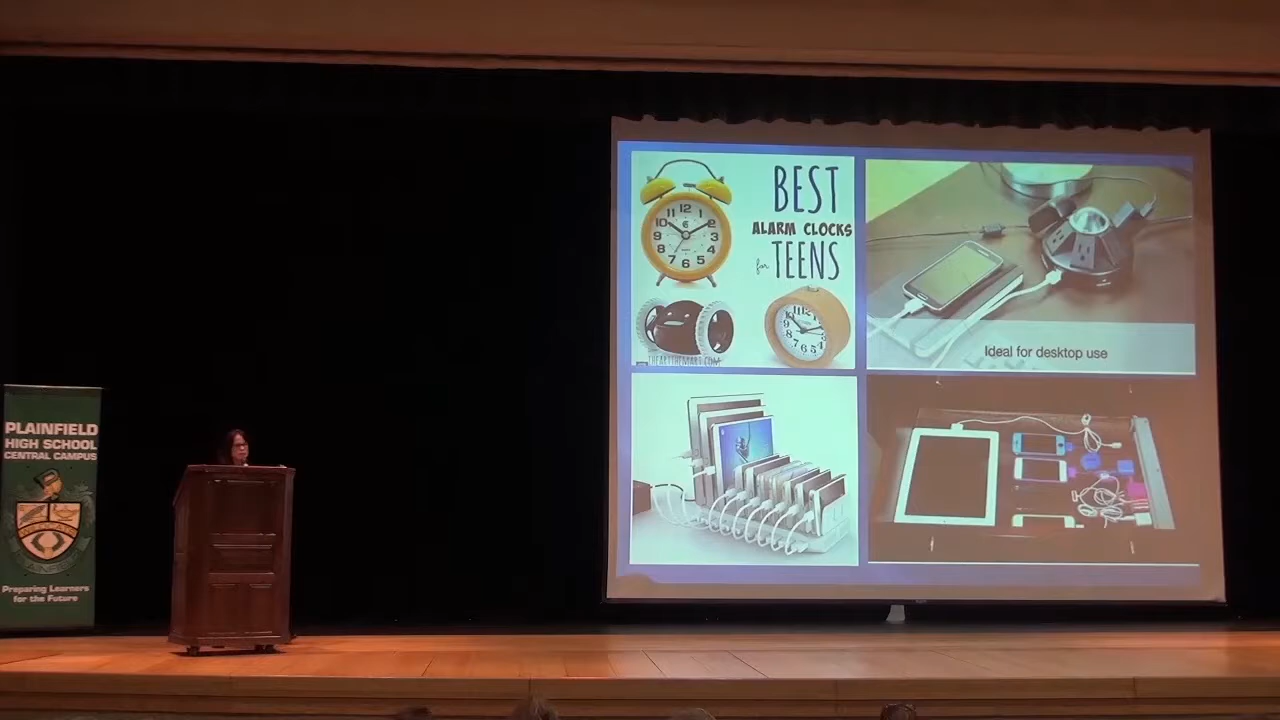 PLAINFIELD
HIGH SCHOOL
CENTRAL CAMPUS
Preparing Learners
for the Future
BEST
ALARM CLOCKS
for TEENS
Ideal for desktop use